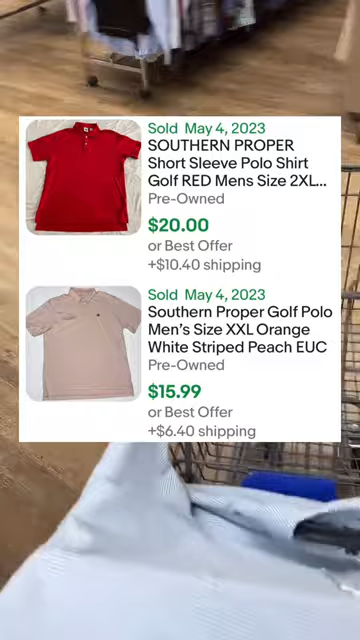 Sold May 4, 2023
SOUTHERN PROPER
Short Sleeve Polo Shirt
Golf RED Mens Size 2XL...
Pre-Owned
$20.00
or Best Offer
+$10.40 shipping
Sold May 4, 2023
Southern Proper Golf Polo
Men's Size XXL Orange
White Striped Peach EUC
Pre-Owned
$15.99
or Best Offer
+$6.40 shipping